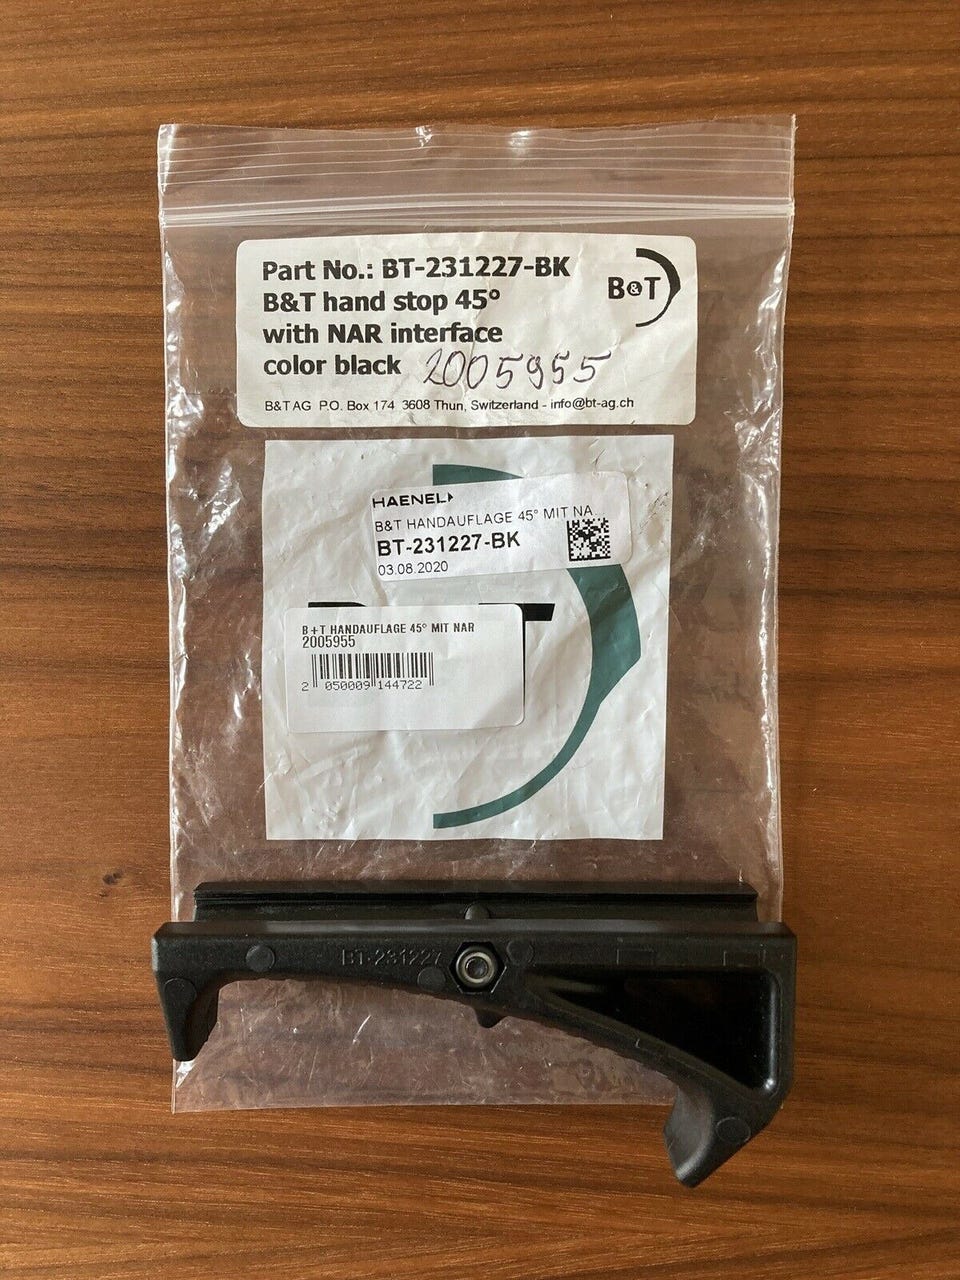 Part No.: BT-231227-BK
B&T hand stop 45°
with NAR interface
color black 2005955
B&T
B&T AG P.O. Box 174 3608 Thun, Switzerland - info@bt-ag.ch
HAENEL
B&T HANDAUFLAGE 45° MIT NA...
BT-231227-BK
03.08.2020
B+T HANDAUFLAGE 45° MIT NAR
2005955
2 050009 144722
BT-231227